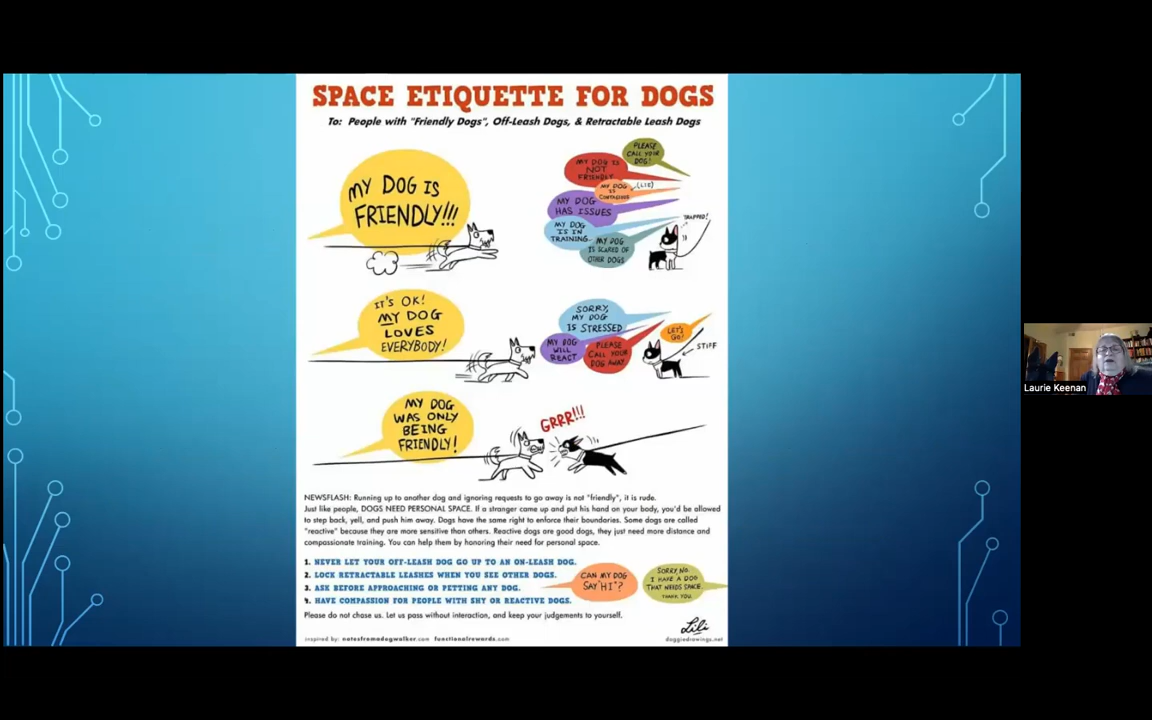 SPACE ETIQUETTE FOR DOGS
To: People with "Friendly Dogs", Off-Leash Dogs, & Retractable Leash Dogs
MY DOG IS
FRIENDLY!!!
PLEASE
CALL YOUR
DOG!
MY DOG IS
NOT
FRIENDLY
MY DOG
IS
CONTAGIOUS
(LIE)
MY DOG
HAS ISSUES
MY DOG
IS IN
TRAINING
MY DOG
IS SCARED OF
OTHER DOGS
TRAPPED!
IT'S OK!
MY DOG
LOVES
EVERYBODY!
SORRY,
MY DOG
IS STRESSED
MY DOG
WILL
REACT
PLEASE
CALL YOUR
DOG AWAY
LET'S
GO!
STIFF
MY DOG
WAS ONLY
BEING
FRIENDLY!
GRRR!!!
NEWSFLASH: Running up to another dog and ignoring requests to go away is not "friendly", it is rude.
Just like people, DOGS NEED PERSONAL SPACE. If a stranger came up and put his hand on your body, you'd be allowed
to step back, yell, and push him away. Dogs have the same right to enforce their boundaries. Some dogs are called
"reactive" because they are more sensitive than others. Reactive dogs are good dogs, they just need more distance and
compassionate training. You can help them by honoring their need for personal space.
1. NEVER LET YOUR OFF-LEASH DOG GO UP TO AN ON-LEASH DOG.
2. LOCK RETRACTABLE LEASHES WHEN YOU SEE OTHER DOGS.
3. ASK BEFORE APPROACHING OR PETTING ANY DOG.
4. HAVE COMPASSION FOR PEOPLE WITH SHY OR REACTIVE DOGS.
CAN MY DOG
SAY "HI"?
SORRY NO.
I HAVE A DOG
THAT NEEDS SPACE.
THANK YOU
Please do not chase us. Let us pass without interaction, and keep your judgements to yourself.
Lili
inspired by: notesfromadogwalker.com functionalrewards.com
doggiedrawings.net
Laurie Keenan